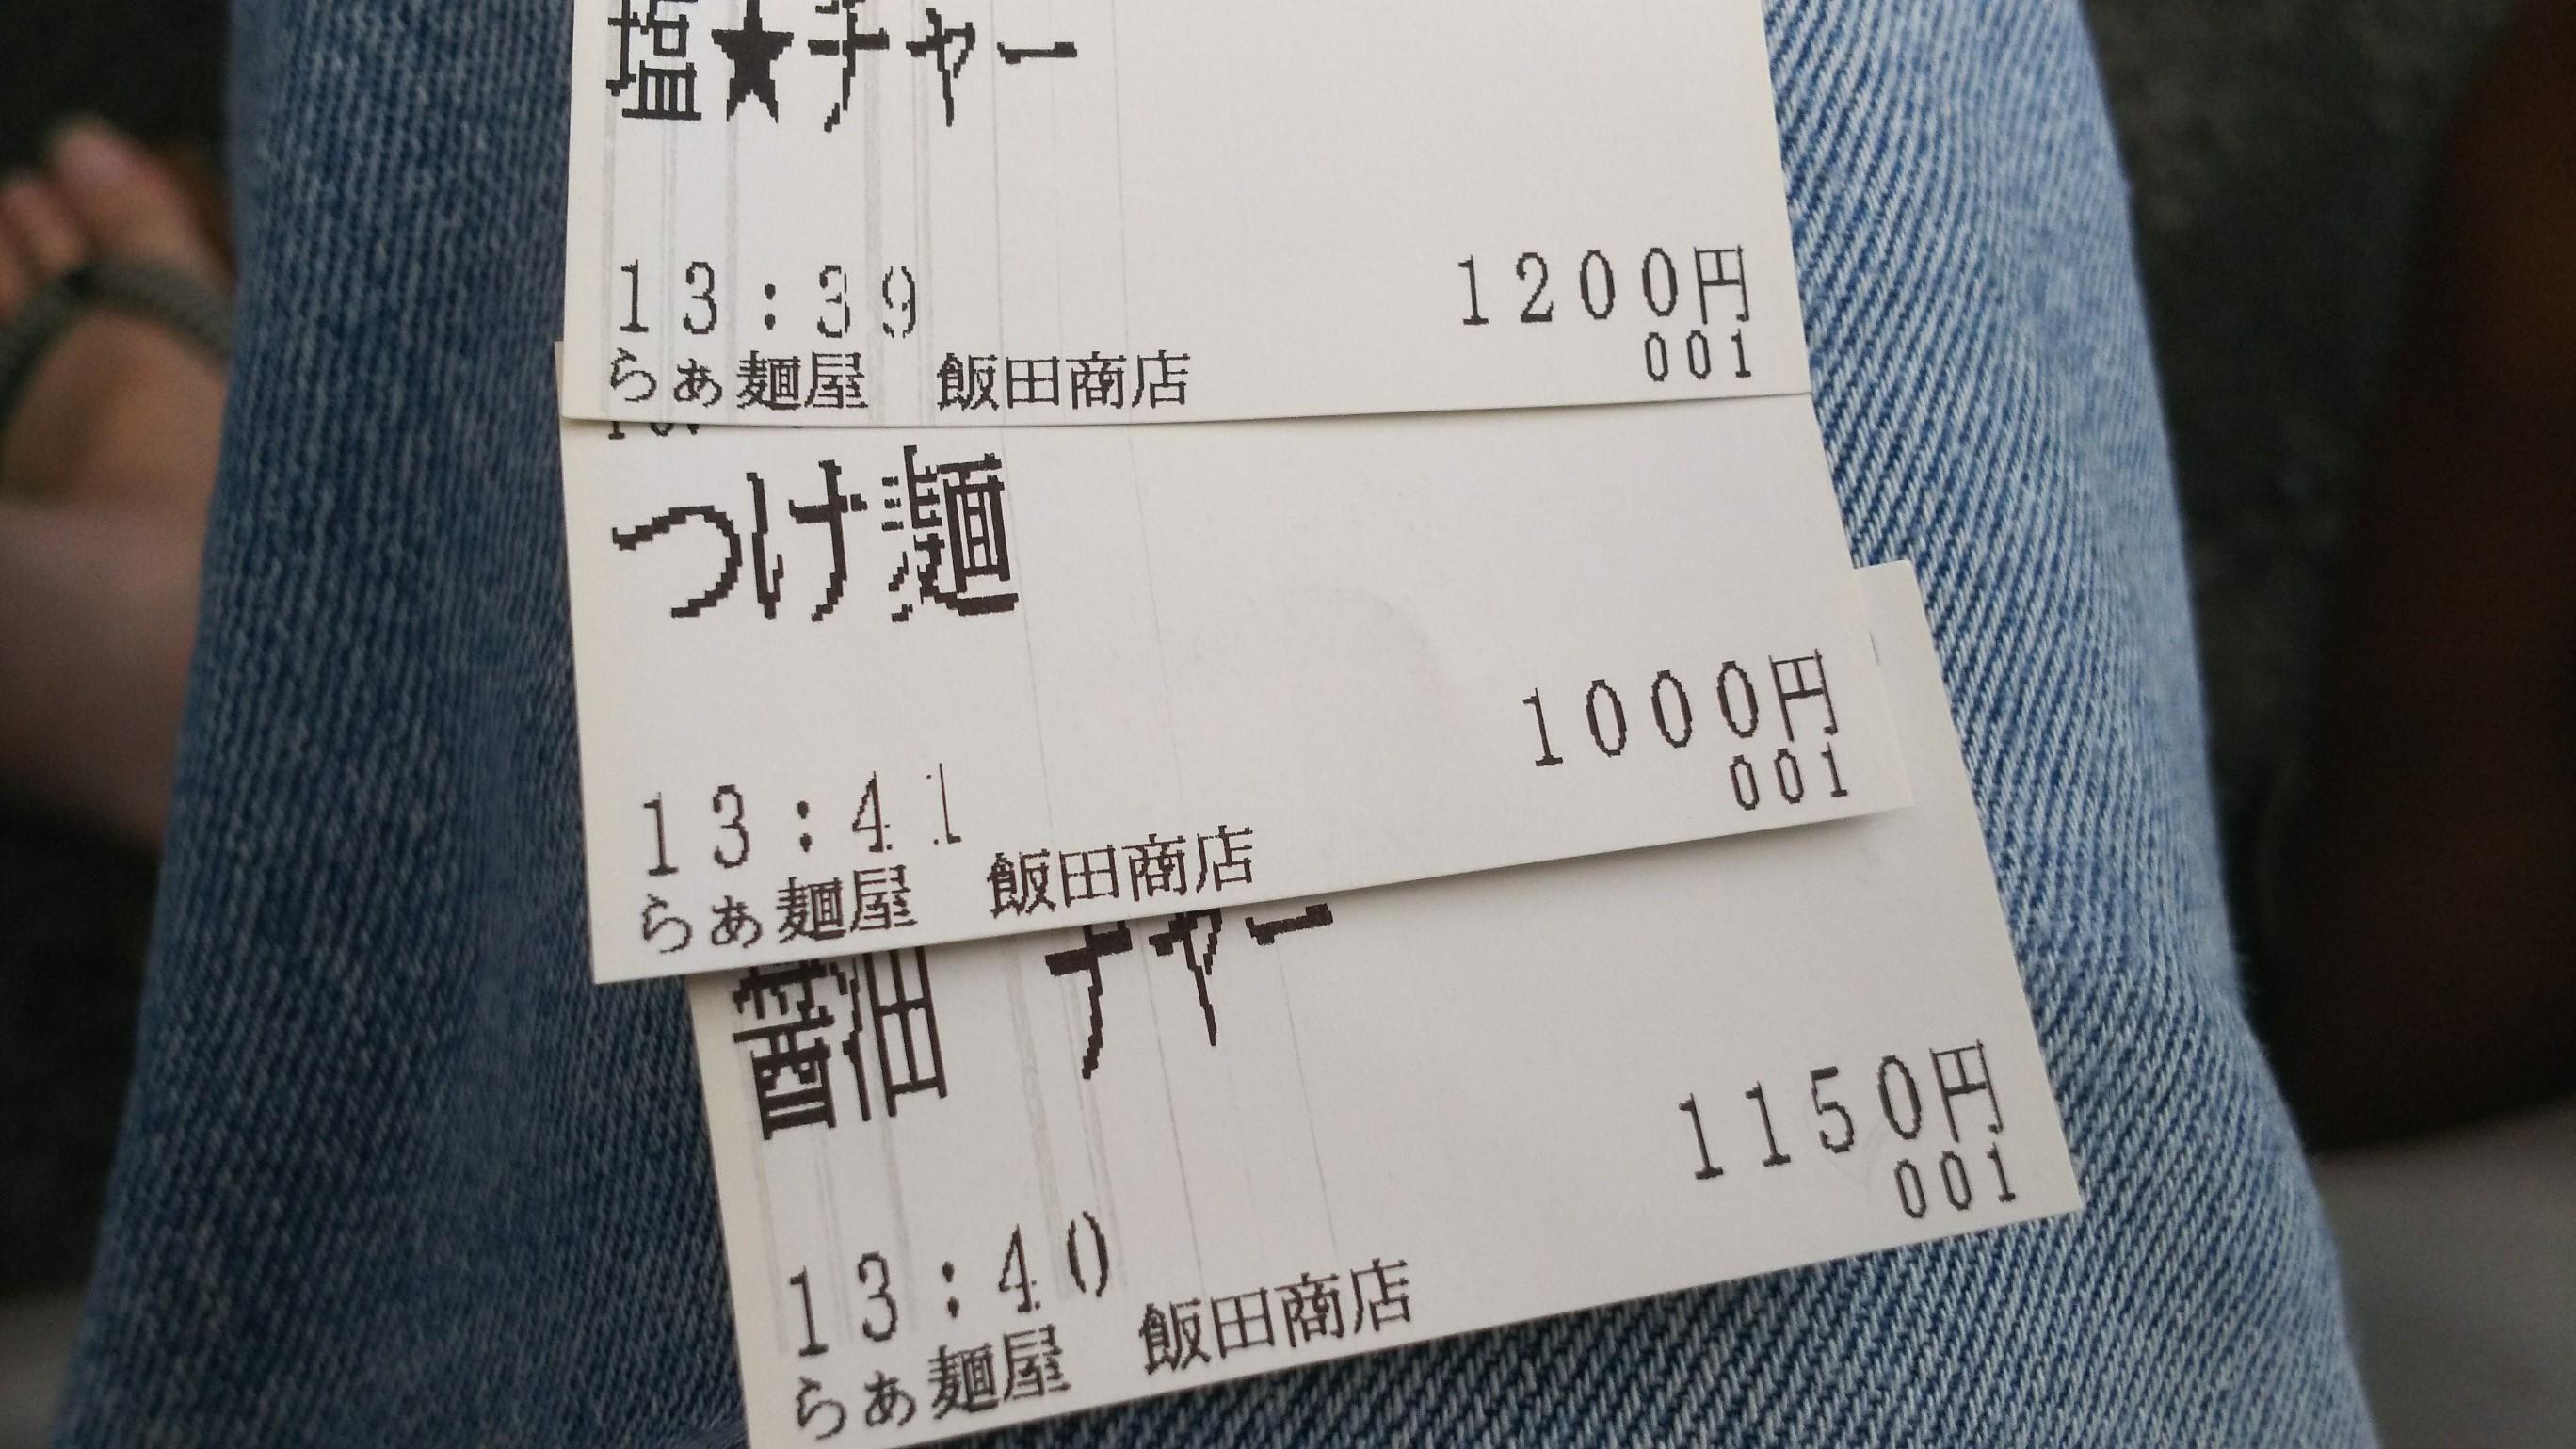 塩★チャー
13:39 1200円
001
らぁ麺屋 飯田商店
つけ麺
1000円
13:41 001
らぁ麺屋 飯田商店
醤油 チャー
1150円
13:40 001
らぁ麺屋 飯田商店